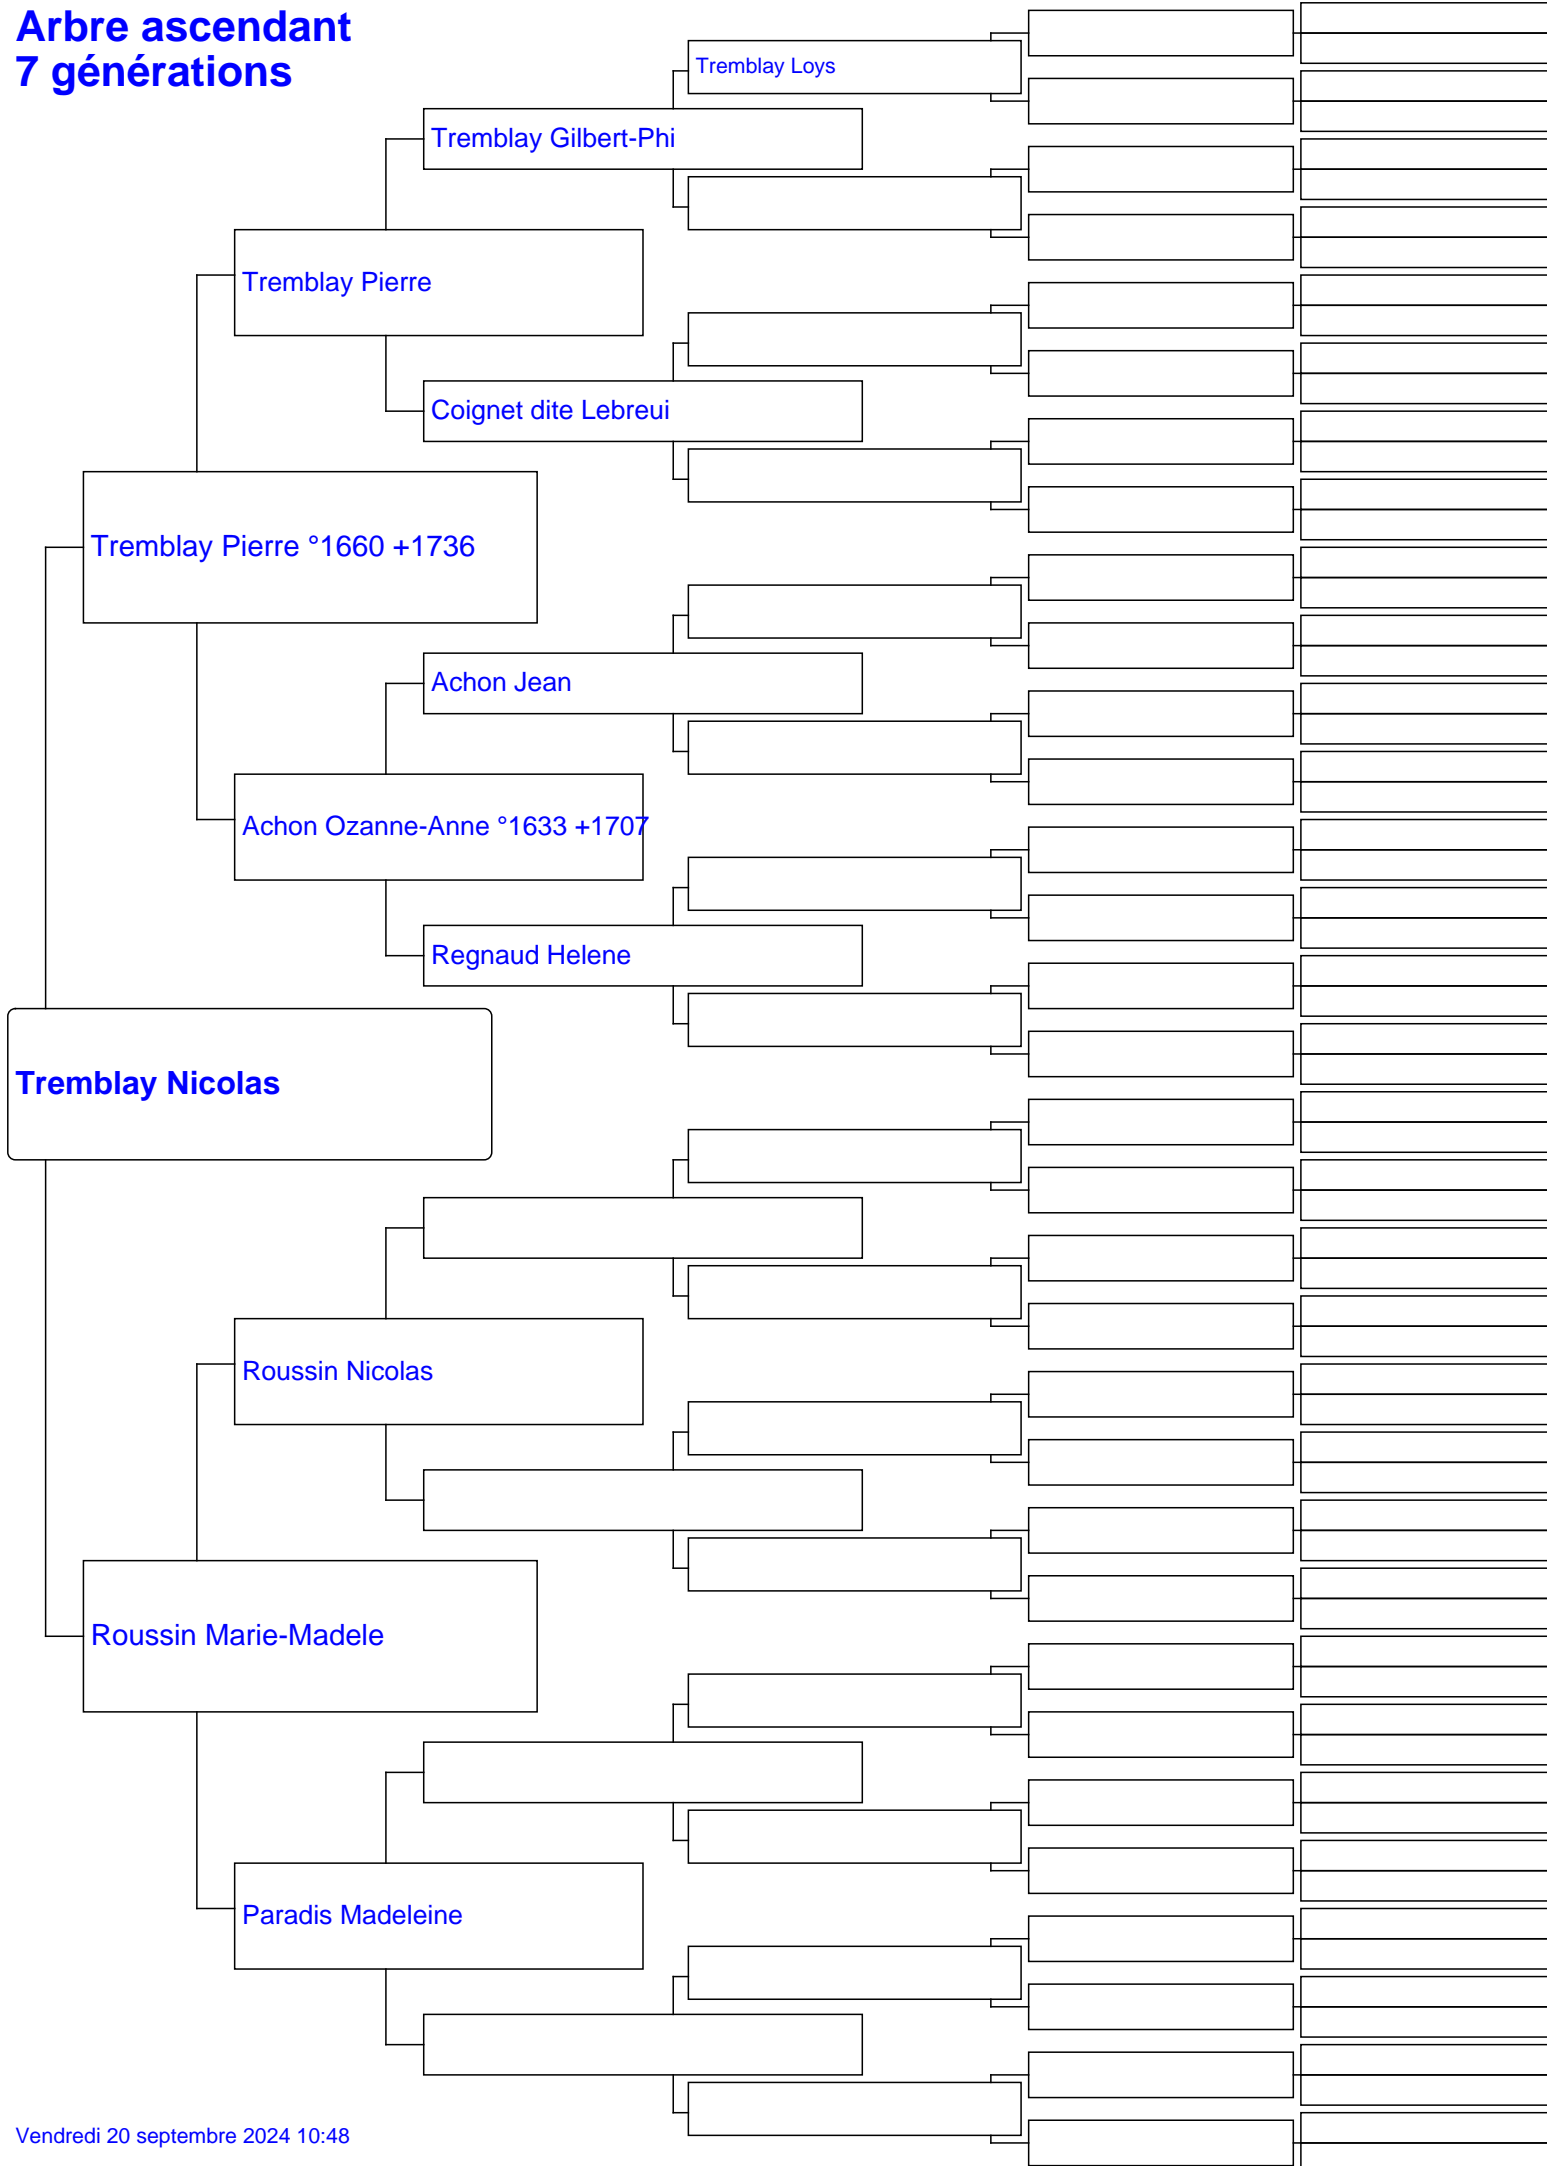 Arbre ascendant
7 générations
Tremblay Loys
Tremblay Gilbert-Phi
Tremblay Pierre
Coignet dite Lebreui
Tremblay Pierre °1660 +1736
Achon Jean
Achon Ozanne-Anne °1633 +1707
Regnaud Helene
Tremblay Nicolas
Roussin Nicolas
Roussin Marie-Madele
Paradis Madeleine
Vendredi 20 septembre 2024 10:48